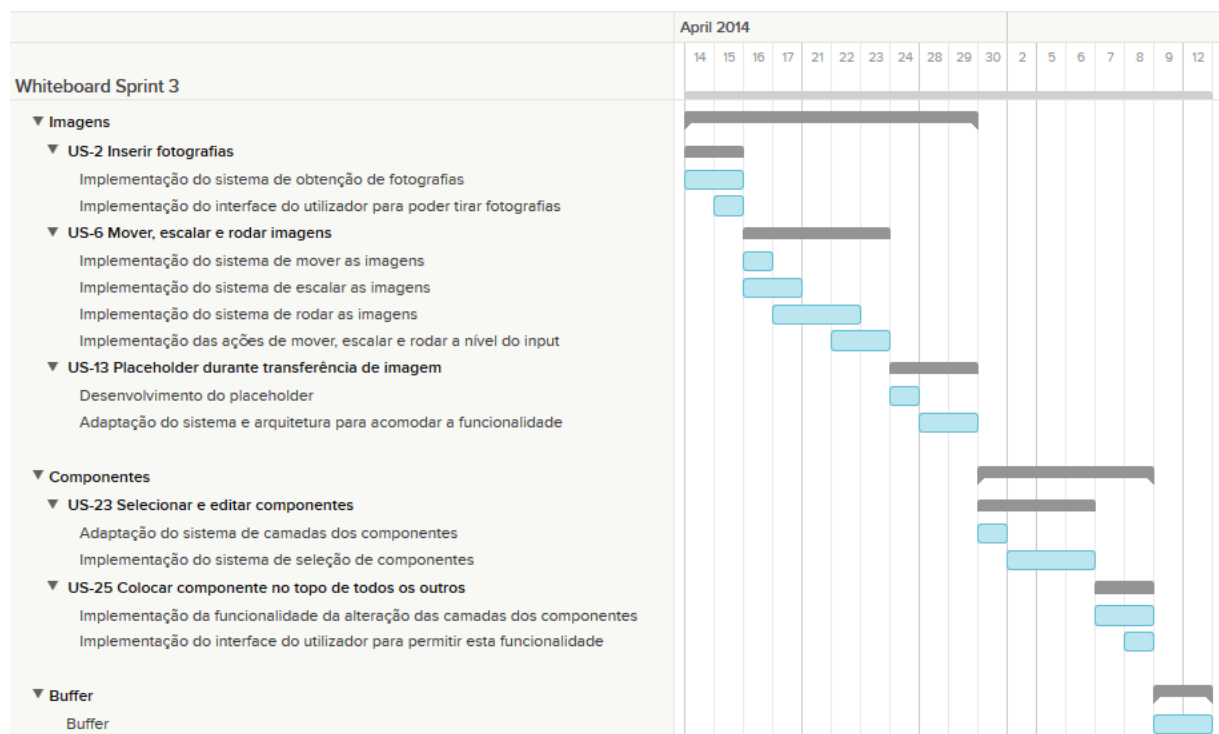 April 2014
14 15 16 17 21 22 23 24 28 29 30 2 5 6 7 8 9 12
Whiteboard Sprint 3
Imagens
US-2 Inserir fotografias
Implementação do sistema de obtenção de fotografias
Implementação do interface do utilizador para poder tirar fotografias
US-6 Mover, escalar e rodar imagens
Implementação do sistema de mover as imagens
Implementação do sistema de escalar as imagens
Implementação do sistema de rodar as imagens
Implementação das ações de mover, escalar e rodar a nível do input
US-13 Placeholder durante transferência de imagem
Desenvolvimento do placeholder
Adaptação do sistema e arquitetura para acomodar a funcionalidade
Componentes
US-23 Selecionar e editar componentes
Adaptação do sistema de camadas dos componentes
Implementação do sistema de seleção de componentes
US-25 Colocar componente no topo de todos os outros
Implementação da funcionalidade da alteração das camadas dos componentes
Implementação do interface do utilizador para permitir esta funcionalidade
Buffer
Buffer